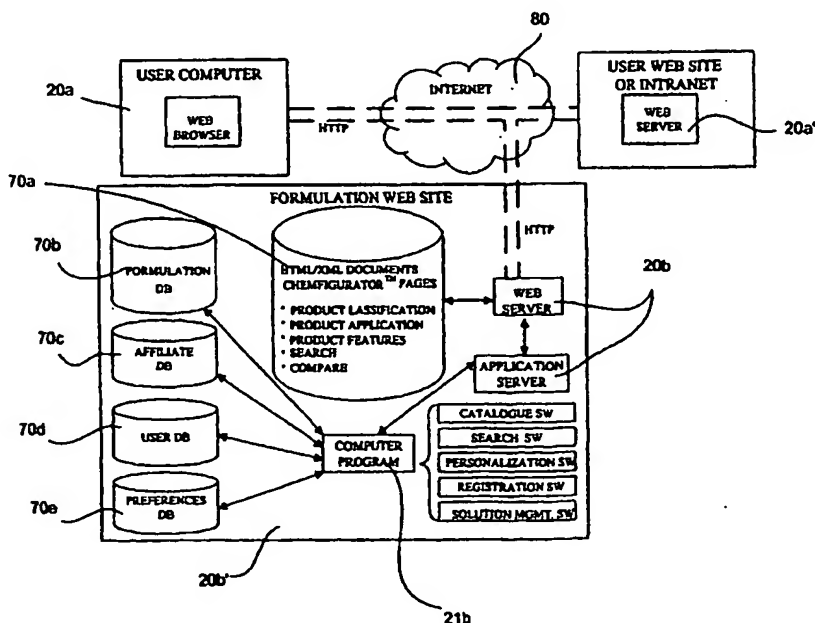 80
USER COMPUTER
20a
WEB
BROWSER
HTTP
INTERNET
USER WEB SITE
OR INTRANET
WEB
SERVER
20a'
70a
FORMULATION WEB SITE
HTTP
70b
FORMULATION
DB
HTML/XML DOCUMENTS
CHEMFIGURATOR™ PAGES
* PRODUCT LASSIFICATION
* PRODUCT APPLICATION
* PRODUCT FEATURES
* SEARCH
* COMPARE
WEB
SERVER
20b
70c
AFFILIATE
DB
APPLICATION
SERVER
70d
USER DB
COMPUTER
PROGRAM
CATALOGUE SW
SEARCH SW
PERSONALIZATION SW
REGISTRATION SW
SOLUTION MGMT. SW
70e
PREFERENCES
DB
20b'
21b